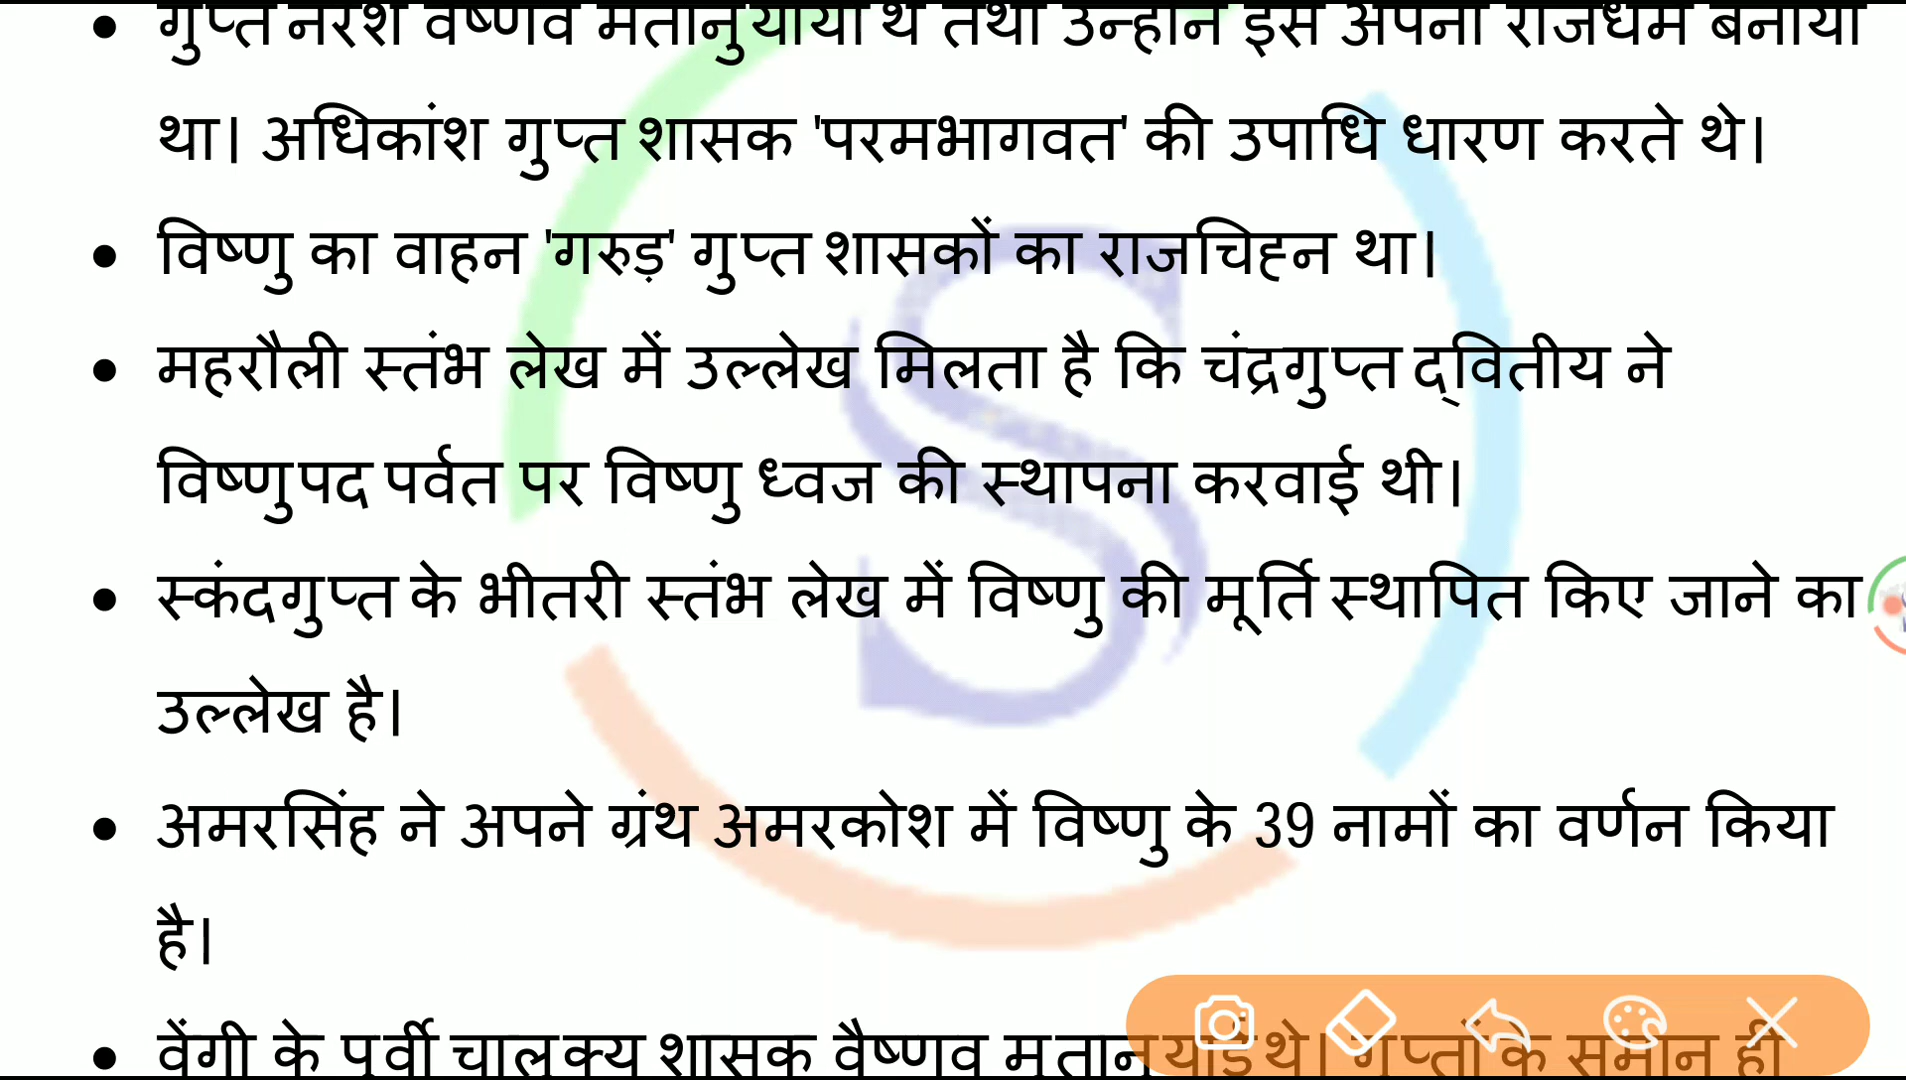 • गुप्त नरेश वैष्णव मतानुयायी थे तथा उन्होंने इसे अपना राजधर्म बनाया
था। अधिकांश गुप्त शासक 'परमभागवत' की उपाधि धारण करते थे।
• विष्णु का वाहन 'गरुड़' गुप्त शासकों का राजचिह्न था।
• महरौली स्तंभ लेख में उल्लेख मिलता है कि चंद्रगुप्त द्वितीय ने
विष्णुपद पर्वत पर विष्णु ध्वज की स्थापना करवाई थी।
• स्कंदगुप्त के भीतरी स्तंभ लेख में विष्णु की मूर्ति स्थापित किए जाने का
उल्लेख है।
• अमरसिंह ने अपने ग्रंथ अमरकोश में विष्णु के 39 नामों का वर्णन किया
है।
• वेंगी के पूर्वी चालुक्य शासक वैष्णव मतानुयाई थे। गुप्तों के समान ही